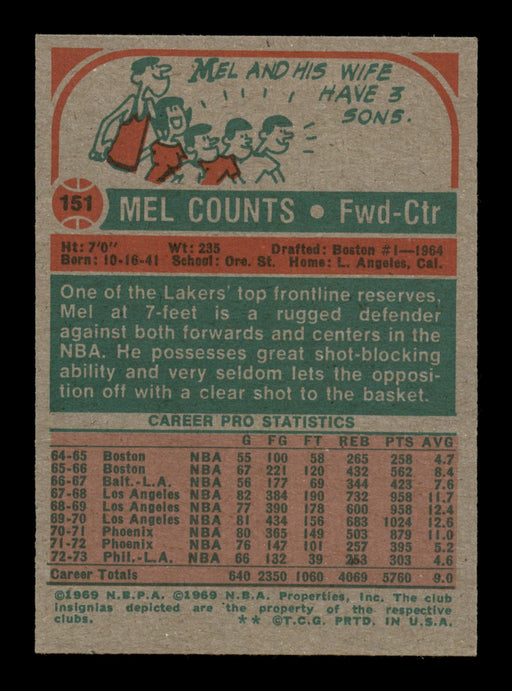 MEL AND HIS WIFE
HAVE 3
SONS.
151 MEL COUNTS • Fwd-Ctr
Ht: 7'0" Wt: 235 Drafted: Boston #1—1964
Born: 10-16-41 School: Ore. St. Home: L. Angeles, Cal.
One of the Lakers' top frontline reserves,
Mel at 7-feet is a rugged defender
against both forwards and centers in the
NBA. He possesses great shot-blocking
ability and very seldom lets the opposi-
tion off with a clear shot to the basket.
CAREER PRO STATISTICS
G FG FT REB PTS AVG
64-65 Boston NBA 55 100 58 265 258 4.7
65-66 Boston NBA 67 221 120 432 562 8.4
66-67 Balt.-L.A. NBA 56 177 69 344 423 7.6
67-68 Los Angeles NBA 82 384 190 732 958 11.7
68-69 Los Angeles NBA 77 390 178 600 958 12.4
69-70 Los Angeles NBA 81 434 156 683 1024 12.6
70-71 Phoenix NBA 80 365 149 503 879 11.0
71-72 Phoenix NBA 76 147 101 257 395 5.2
72-73 Phil.-L.A. NBA 66 132 39 253 303 4.6
Career Totals 640 2350 1060 4069 5760 9.0
©1969 N.B.P.A. ©1969 N.B.A. Properties, Inc. The club
insignias depicted are the property of the respective
clubs. ** ©T.C.G. PRTD. IN U.S.A.